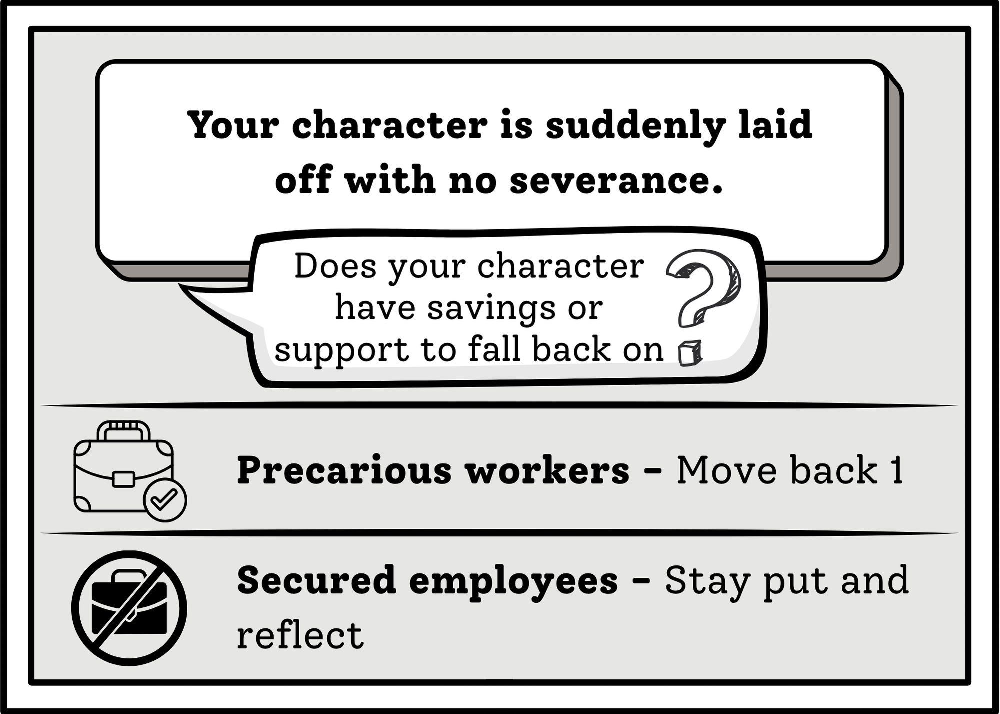 Your character is suddenly laid
off with no severance.
Does your character
have savings or
support to fall back on ?
Precarious workers – Move back 1
Secured employees – Stay put and
reflect